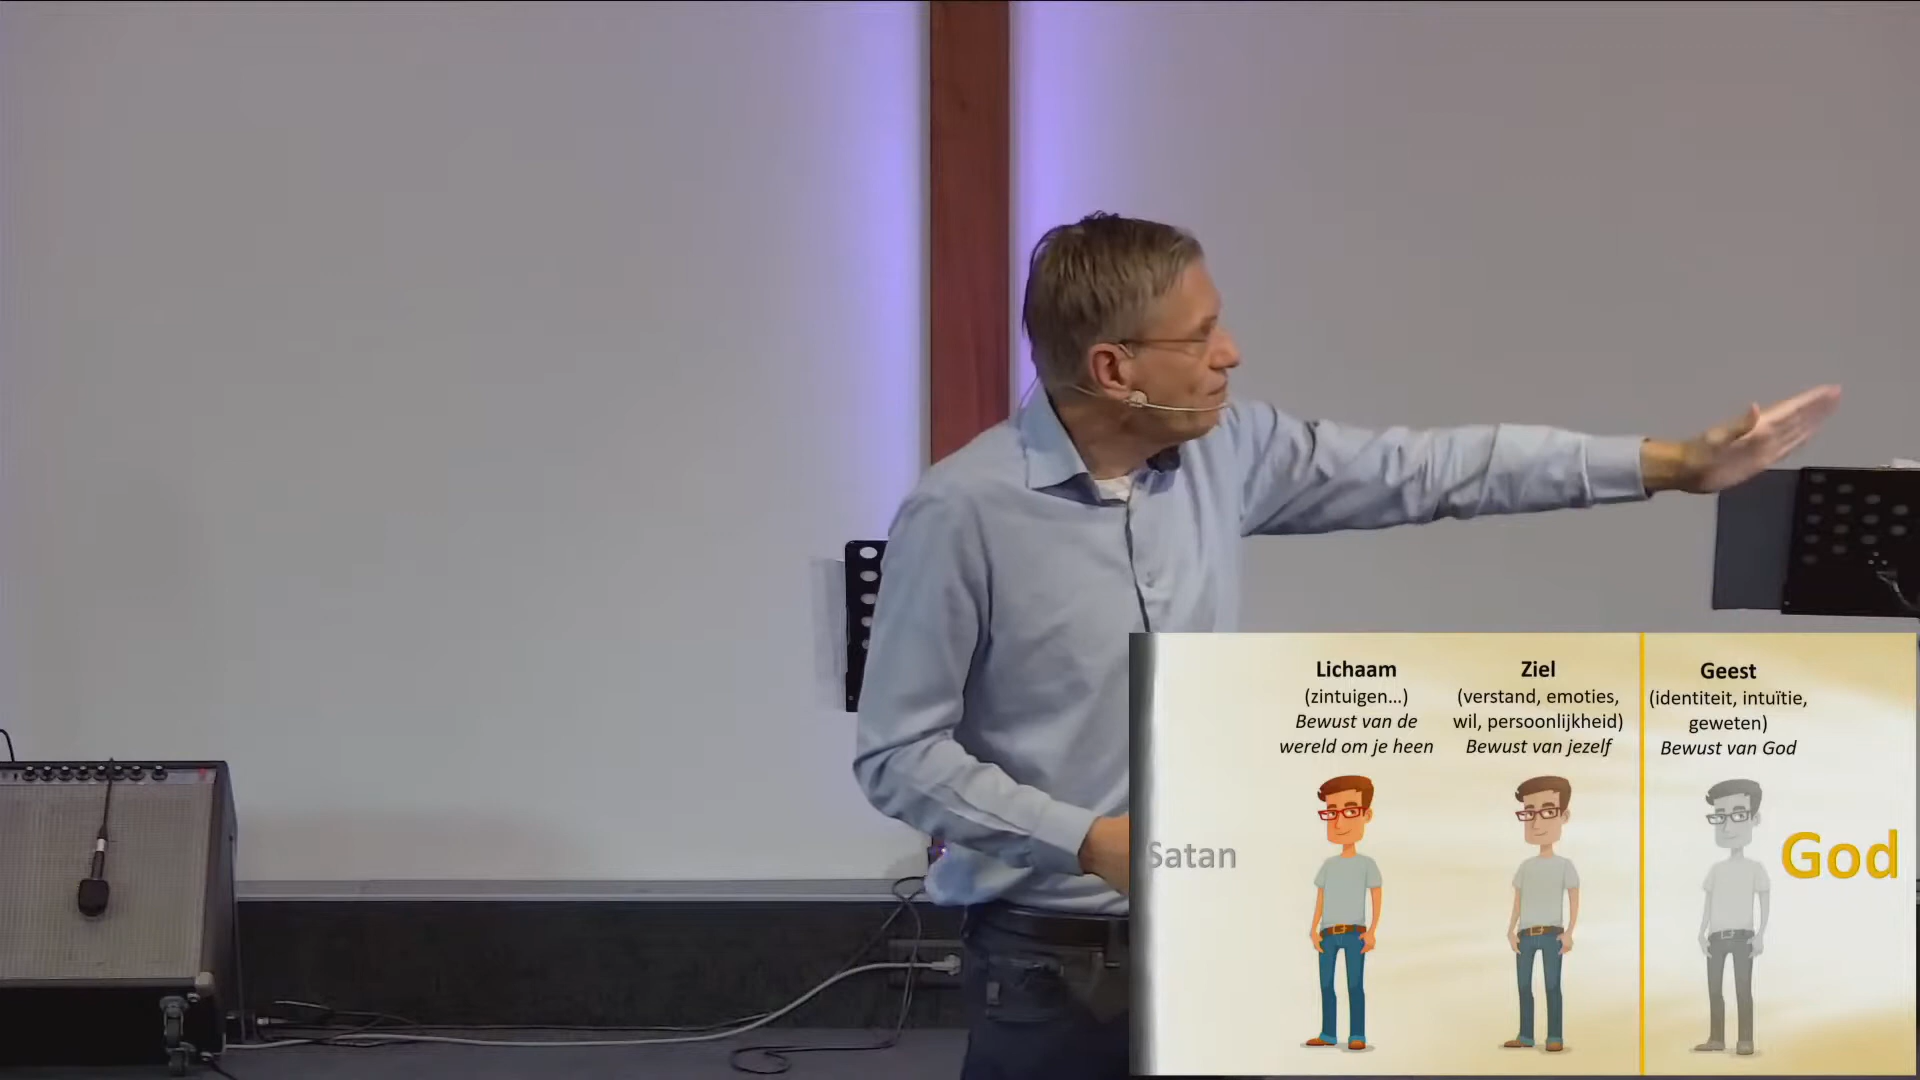 Lichaam
(zintuigen...)
Bewust van de
wereld om je heen
Ziel
(verstand, emoties,
wil, persoonlijkheid)
Bewust van jezelf
Geest
(identiteit, intuïtie,
geweten)
Bewust van God
Satan
God